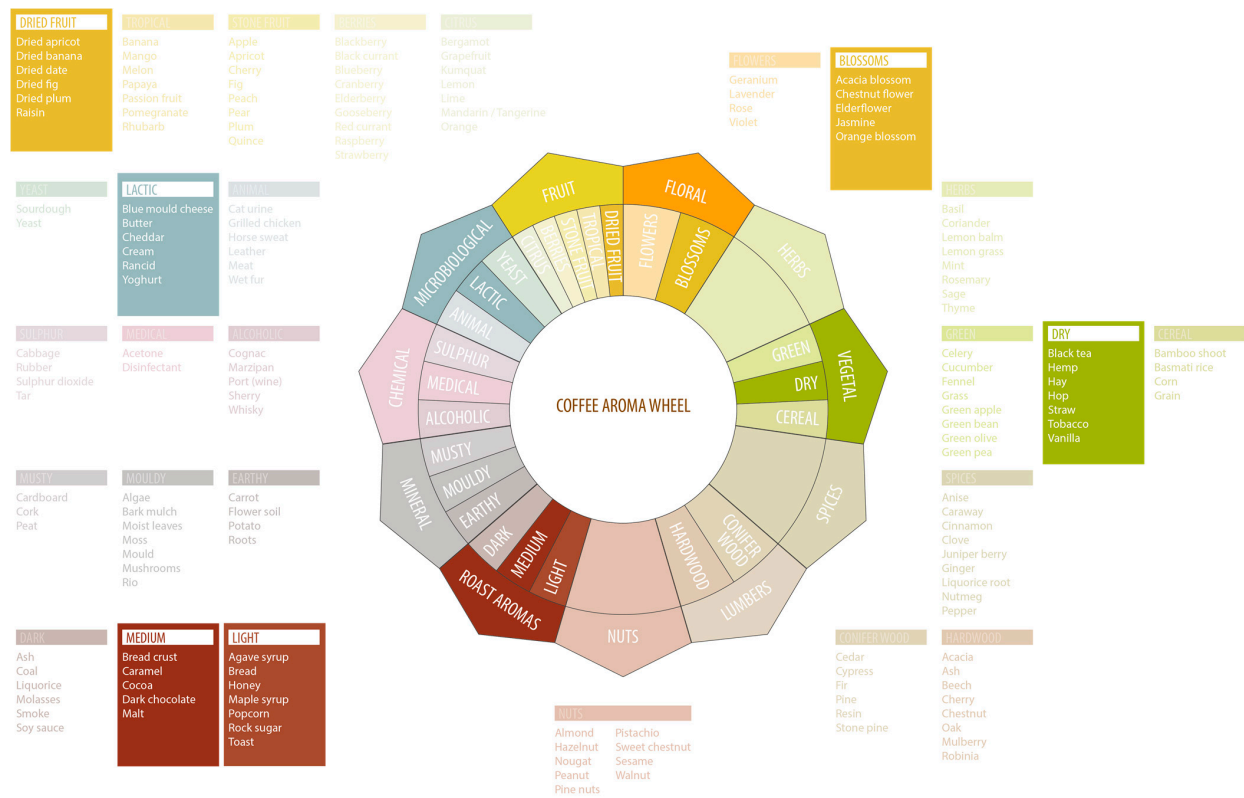 DRIED FRUIT
Dried apricot
Dried banana
Dried date
Dried fig
Dried plum
Raisin
TROPICAL
Banana
Mango
Melon
Papaya
Passion fruit
Pomegranate
Rhubarb
STONE FRUIT
Apple
Apricot
Cherry
Fig
Peach
Pear
Plum
Quince
BERRIES
Blackberry
Black currant
Blueberry
Cranberry
Elderberry
Gooseberry
Red currant
Raspberry
Strawberry
CITRUS
Bergamot
Grapefruit
Kumquat
Lemon
Lime
Mandarin / Tangerine
Orange
FLOWERS
Geranium
Lavender
Rose
Violet
BLOSSOMS
Acacia blossom
Chestnut flower
Elderflower
Jasmine
Orange blossom
YEAST
Sourdough
Yeast
LACTIC
Blue mould cheese
Butter
Cheddar
Cream
Rancid
Yoghurt
ANIMAL
Cat urine
Grilled chicken
Horse sweat
Leather
Meat
Wet fur
HERBS
Basil
Coriander
Lemon balm
Lemon grass
Mint
Rosemary
Sage
Thyme
SULPHUR
Cabbage
Rubber
Sulphur dioxide
Tar
MEDICAL
Acetone
Disinfectant
ALCOHOLIC
Cognac
Marzipan
Port (wine)
Sherry
Whisky
GREEN
Celery
Cucumber
Fennel
Grass
Green apple
Green bean
Green olive
Green pea
DRY
Black tea
Hemp
Hay
Hop
Straw
Tobacco
Vanilla
CEREAL
Bamboo shoot
Basmati rice
Corn
Grain
MUSTY
Cardboard
Cork
Peat
MOULDY
Algae
Bark mulch
Moist leaves
Moss
Mould
Mushrooms
Rio
EARTHY
Carrot
Flower soil
Potato
Roots
SPICES
Anise
Caraway
Cinnamon
Clove
Juniper berry
Ginger
Liquorice root
Nutmeg
Pepper
DARK
Ash
Coal
Liquorice
Molasses
Smoke
Soy sauce
MEDIUM
Bread crust
Caramel
Cocoa
Dark chocolate
Malt
LIGHT
Agave syrup
Bread
Honey
Maple syrup
Popcorn
Rock sugar
Toast
NUTS
Almond
Hazelnut
Nougat
Peanut
Pine nuts
Pistachio
Sweet chestnut
Sesame
Walnut
CONIFER WOOD
Cedar
Cypress
Fir
Pine
Resin
Stone pine
HARDWOOD
Acacia
Ash
Beech
Cherry
Chestnut
Oak
Mulberry
Robinia
COFFEE AROMA WHEEL
FRUIT
FLORAL
HERBS
VEGETAL
SPICES
LUMBERS
NUTS
ROAST AROMAS
MINERAL
CHEMICAL
MICROBIOLOGICAL
CITRUS
BERRIES
STONE FRUIT
TROPICAL
DRIED FRUIT
FLOWERS
BLOSSOMS
GREEN
DRY
CEREAL
CONIFER
WOOD
HARDWOOD
LIGHT
MEDIUM
DARK
EARTHY
MOULDY
MUSTY
ALCOHOLIC
MEDICAL
SULPHUR
ANIMAL
LACTIC
YEAST